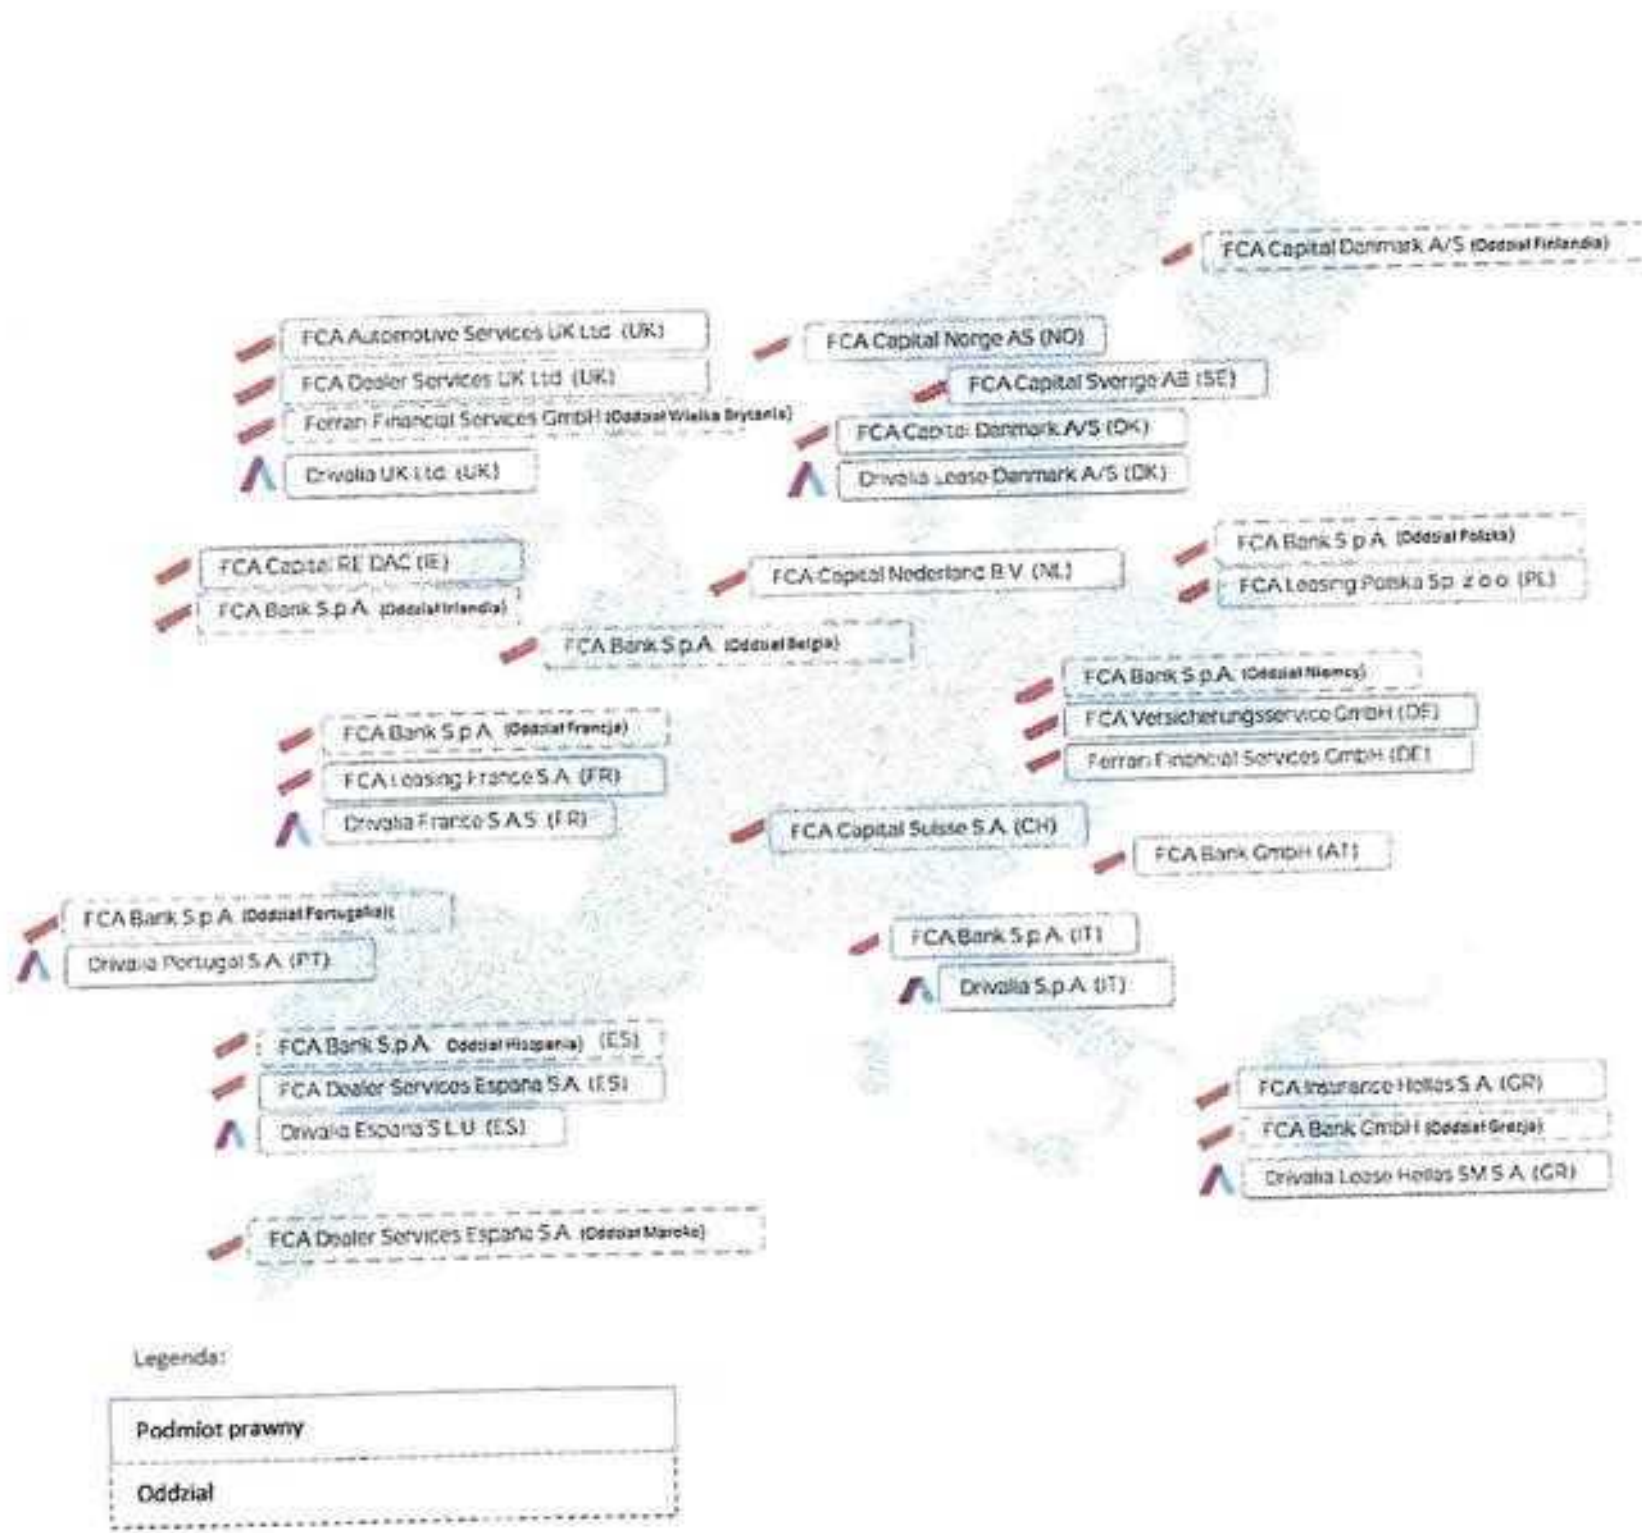 FCA Capital Danmark A/S (Oddział Finlandia)
FCA Automotive Services UK Ltd. (UK)
FCA Dealer Services UK Ltd. (UK)
Ferrari Financial Services GmbH (Oddział Wielka Brytania)
Drivalia UK Ltd. (UK)
FCA Capital Norge AS (NO)
FCA Capital Sverige AB (SE)
FCA Capital Danmark A/S (DK)
Drivalia Lease Danmark A/S (DK)
FCA Capital RE DAC (IE)
FCA Bank S.p.A. (Oddział Irlandia)
FCA Capital Nederland B.V. (NL)
FCA Bank S.p.A. (Oddział Polska)
FCA Leasing Polska Sp. z o.o. (PL)
FCA Bank S.p.A. (Oddział Belgia)
FCA Bank S.p.A. (Oddział Niemcy)
FCA Versicherungsservice GmbH (DE)
Ferrari Financial Services GmbH (DE)
FCA Bank S.p.A. (Oddział Francja)
FCA Leasing France S.A. (FR)
Drivalia France S.A.S. (FR)
FCA Capital Suisse S.A. (CH)
FCA Bank GmbH (AT)
FCA Bank S.p.A. (Oddział Portugalia)
Drivalia Portugal S.A. (PT)
FCA Bank S.p.A. (IT)
Drivalia S.p.A. (IT)
FCA Bank S.p.A. Oddział Hiszpania) (ES)
FCA Dealer Services España S.A. (ES)
Drivalia España S.L.U. (ES)
FCA Insurance Hellas S.A. (GR)
FCA Bank GmbH (Oddział Grecja)
Drivalia Lease Hellas SM S.A. (GR)
FCA Dealer Services España S.A. (Oddział Maroko)
Legenda:
Podmiot prawny
Oddział